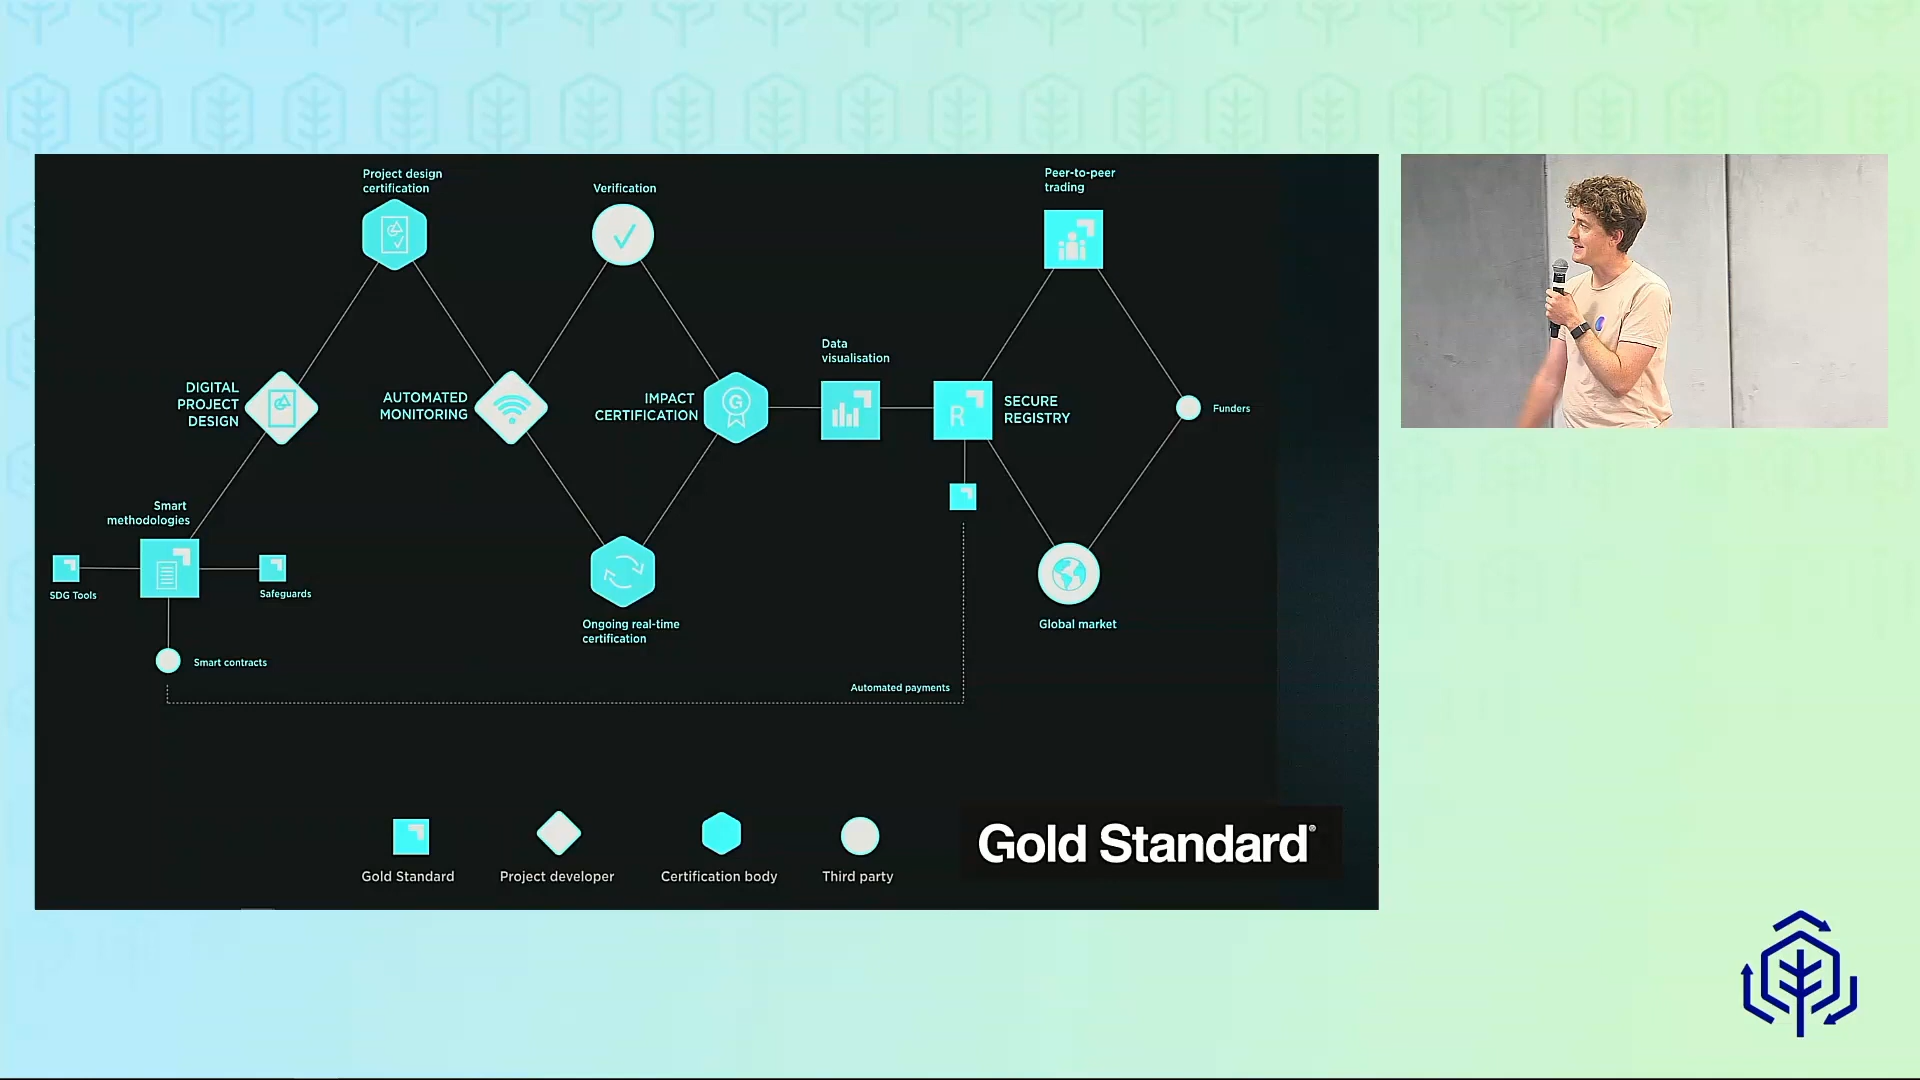 Project design
certification
Verification
Peer-to-peer
trading
Data
visualisation
DIGITAL
PROJECT
DESIGN
AUTOMATED
MONITORING
IMPACT
CERTIFICATION
G
R
SECURE
REGISTRY
Funders
Smart
methodologies
SDG Tools
Safeguards
Ongoing real-time
certification
Global market
Smart contracts
Automated payments
Gold Standard
Project developer
Certification body
Third party
Gold Standard®